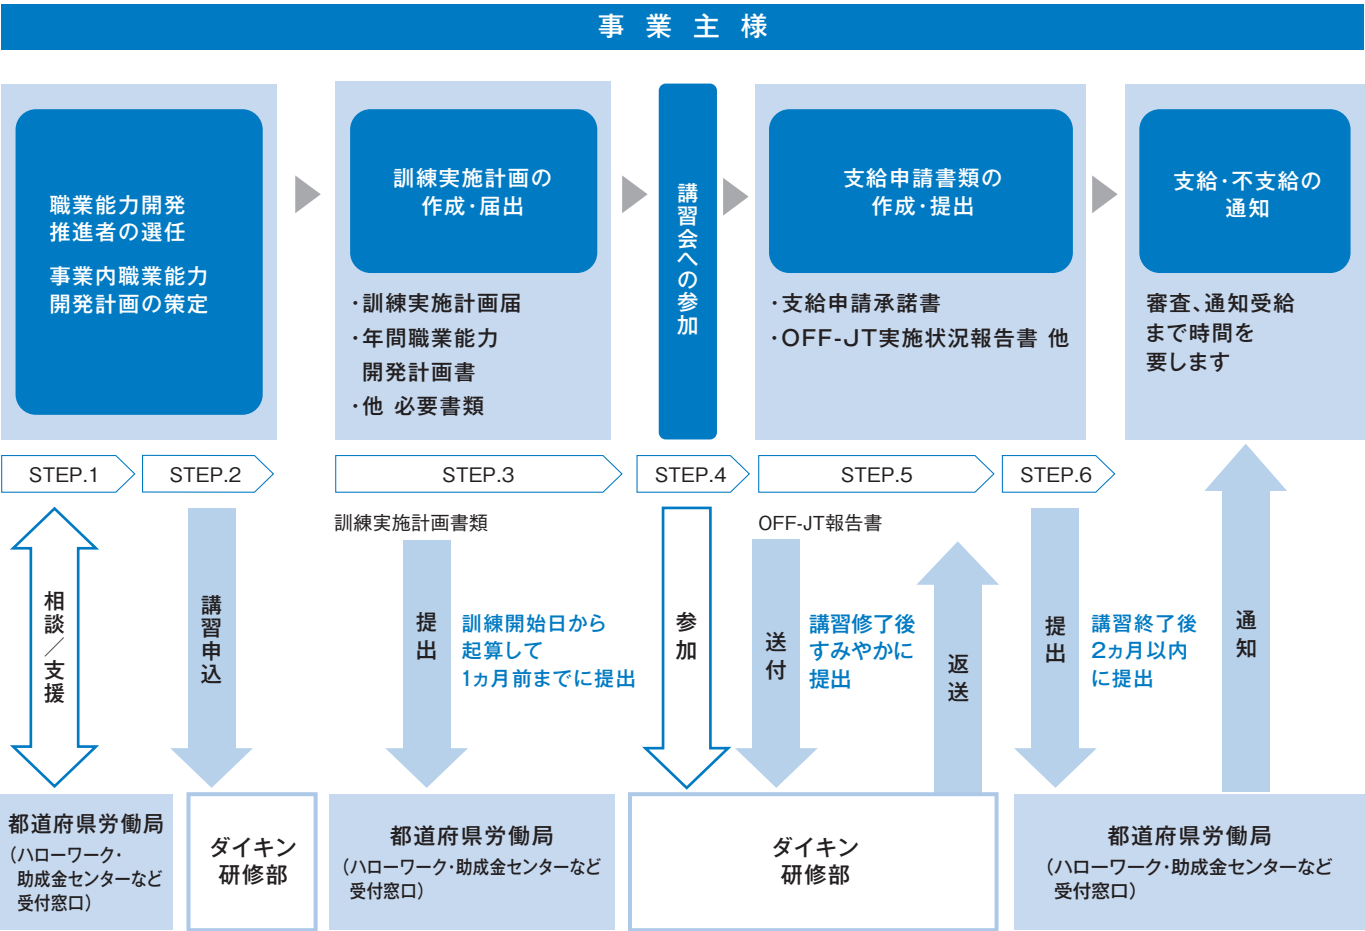 事業主様
職業能力開発
推進者の選任
事業内職業能力
開発計画の策定
訓練実施計画の
作成・届出
・訓練実施計画届
・年間職業能力
開発計画書
・他 必要書類
講習会への参加
支給申請書類の
作成・提出
・支給申請承諾書
・OFF-JT実施状況報告書 他
支給・不支給の
通知
審査、通知受給
まで時間を
要します
STEP.1
STEP.2
STEP.3
STEP.4
STEP.5
STEP.6
訓練実施計画書類
OFF-JT報告書
相談／支援
講習申込
提出
訓練開始日から
起算して
1ヵ月前までに提出
参加
送付
講習修了後
すみやかに
提出
返送
提出
講習終了後
2ヵ月以内
に提出
通知
都道府県労働局
（ハローワーク・
助成金センターなど
受付窓口）
ダイキン
研修部
都道府県労働局
（ハローワーク・助成金センターなど
受付窓口）
ダイキン
研修部
都道府県労働局
（ハローワーク・助成金センターなど
受付窓口）